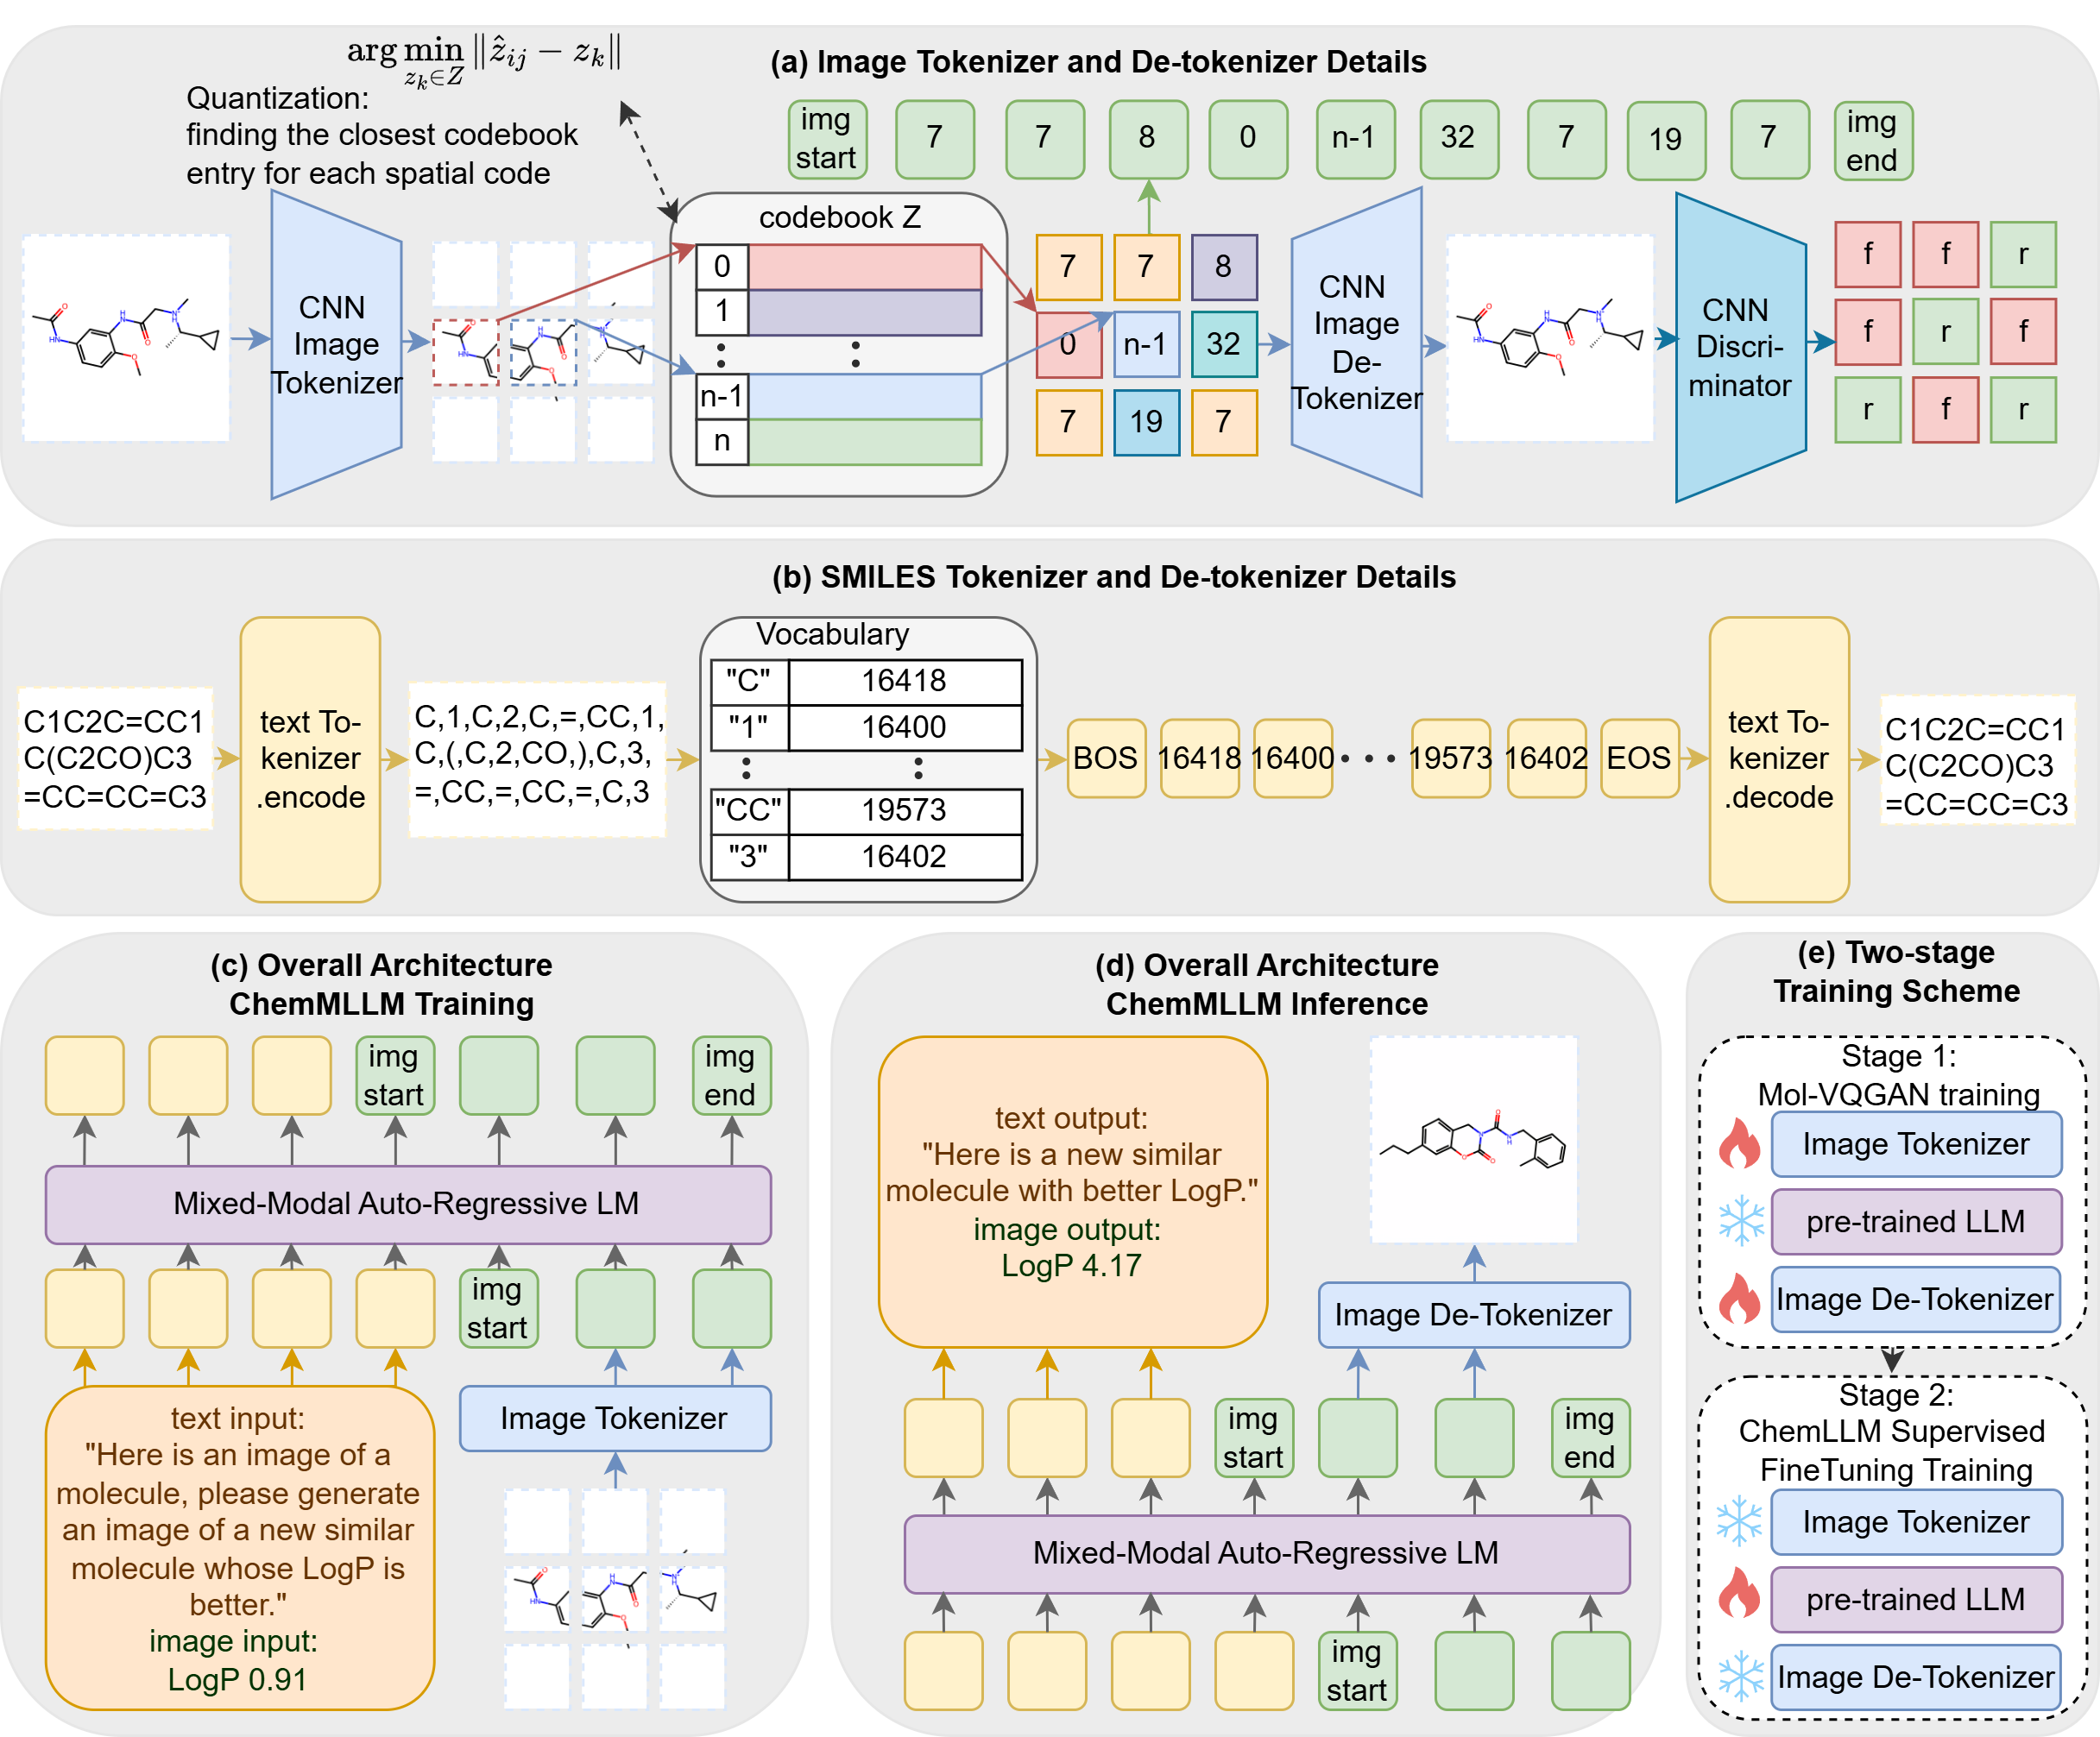 arg min ‖ẑij − zk‖
zk∈Z
Quantization:
finding the closest codebook
entry for each spatial code
(a) Image Tokenizer and De-tokenizer Details
img
start
7
7
8
0
n-1
32
7
19
7
img
end
CNN
Image
Tokenizer
codebook Z
0
1
n-1
n
7
7
8
0
n-1
32
7
19
7
CNN
Image
De-
Tokenizer
CNN
Discri-
minator
f
f
r
f
r
f
r
f
r
(b) SMILES Tokenizer and De-tokenizer Details
C1C2C=CC1
C(C2CO)C3
=CC=CC=C3
text To-
kenizer
.encode
C,1,C,2,C,=,CC,1,
C,(,C,2,CO,),C,3,
=,CC,=,CC,=,C,3
Vocabulary
"C" 16418
"1" 16400
"CC" 19573
"3" 16402
BOS
16418
16400
19573
16402
EOS
text To-
kenizer
.decode
C1C2C=CC1
C(C2CO)C3
=CC=CC=C3
(c) Overall Architecture
ChemMLLM Training
img
start
img
end
Mixed-Modal Auto-Regressive LM
img
start
text input:
"Here is an image of a
molecule, please generate
an image of a new similar
molecule whose LogP is
better."
image input:
LogP 0.91
Image Tokenizer
(d) Overall Architecture
ChemMLLM Inference
text output:
"Here is a new similar
molecule with better LogP."
image output:
LogP 4.17
Image De-Tokenizer
img
start
img
end
Mixed-Modal Auto-Regressive LM
img
start
(e) Two-stage
Training Scheme
Stage 1:
Mol-VQGAN training
Image Tokenizer
pre-trained LLM
Image De-Tokenizer
Stage 2:
ChemLLM Supervised
FineTuning Training
Image Tokenizer
pre-trained LLM
Image De-Tokenizer